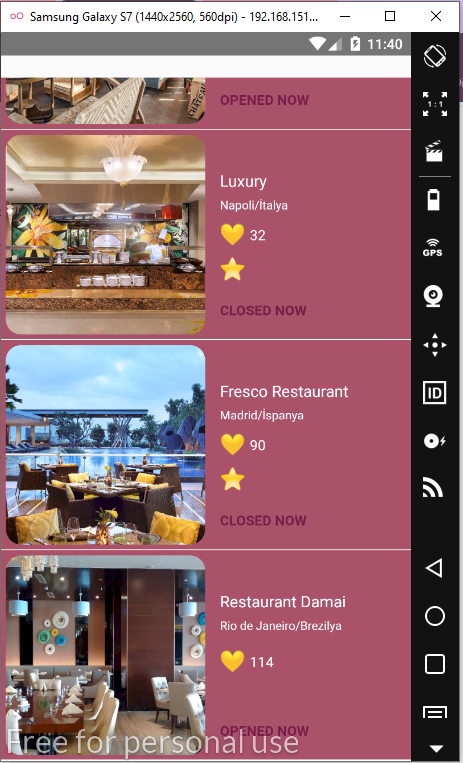 Samsung Galaxy S7 (1440x2560, 560dpi) - 192.168.151...
11:40
OPENED NOW
1:1
Luxury
Napoli/İtalya
32
GPS
CLOSED NOW
Fresco Restaurant
Madrid/İspanya
ID
90
CLOSED NOW
Restaurant Damai
Rio de Janeiro/Brezilya
114
OPENED NOW
Free for personal use